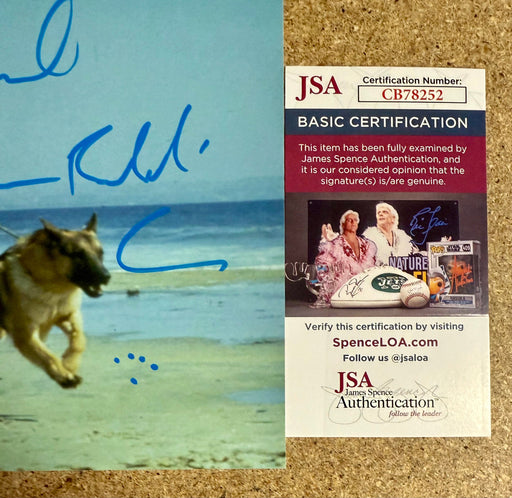 JSA
Certification Number:
CB78252
BASIC CERTIFICATION
This item has been fully examined by
James Spence Authentication, and
it is our considered opinion that the
signature(s) is/are genuine.
NATURE
JETS
Verify this certification by visiting
SpenceLOA.com
Follow us @jsaloa
JSA
James Spence
Authentication
follow the leader